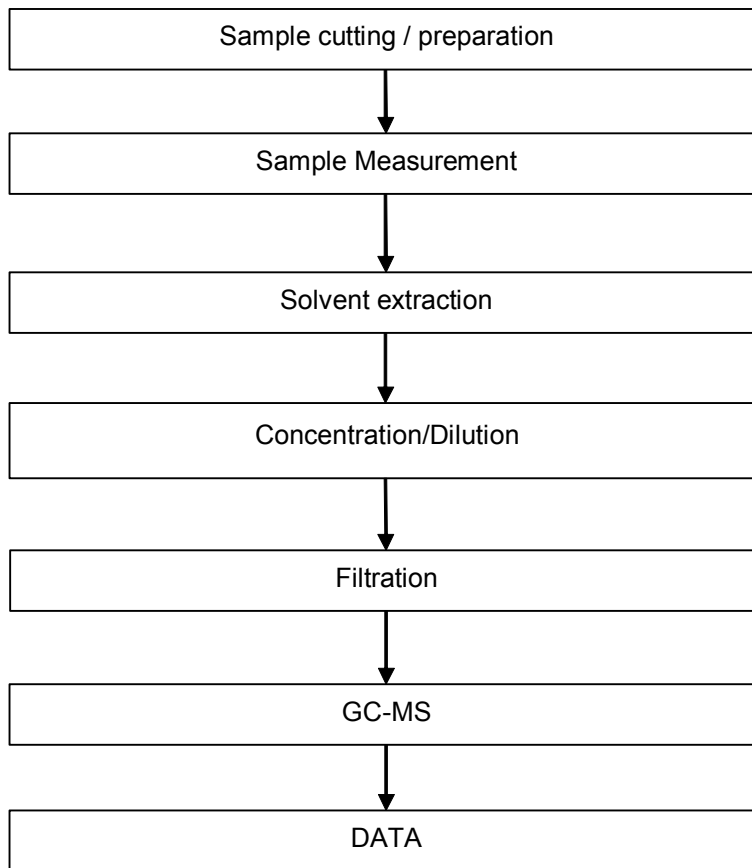 Sample cutting / preparation
Sample Measurement
Solvent extraction
Concentration/Dilution
Filtration
GC-MS
DATA